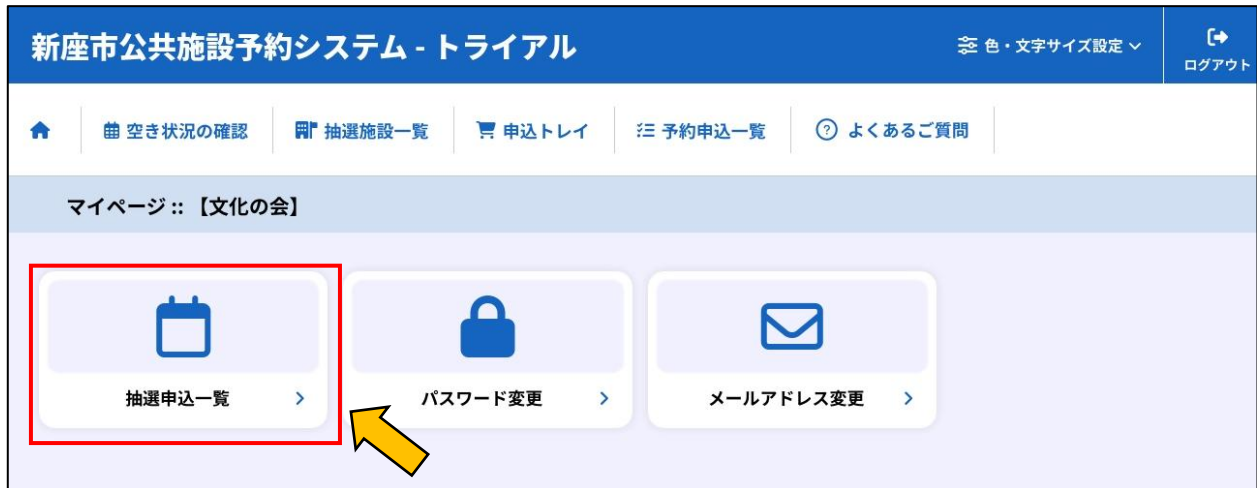 新座市公共施設予約システム - トライアル
色・文字サイズ設定
ログアウト
空き状況の確認
抽選施設一覧
申込トレイ
予約申込一覧
よくあるご質問
マイページ :: 【文化の会】
抽選申込一覧
パスワード変更
メールアドレス変更